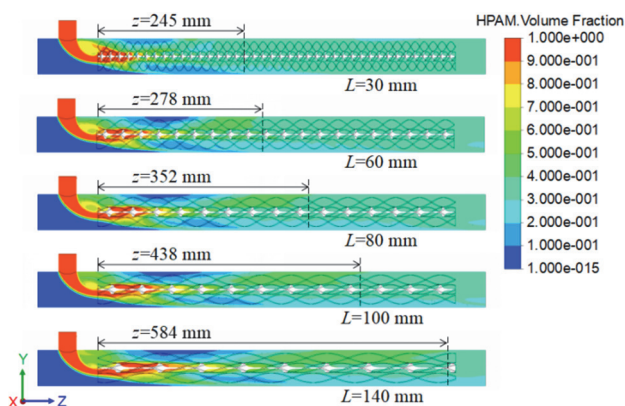 z=245 mm
L=30 mm
z=278 mm
L=60 mm
z=352 mm
L=80 mm
z=438 mm
L=100 mm
z=584 mm
L=140 mm
Y
X
Z
HPAM.Volume Fraction
1.000e+000
9.000e-001
8.000e-001
7.000e-001
6.000e-001
5.000e-001
4.000e-001
3.000e-001
2.000e-001
1.000e-001
1.000e-015